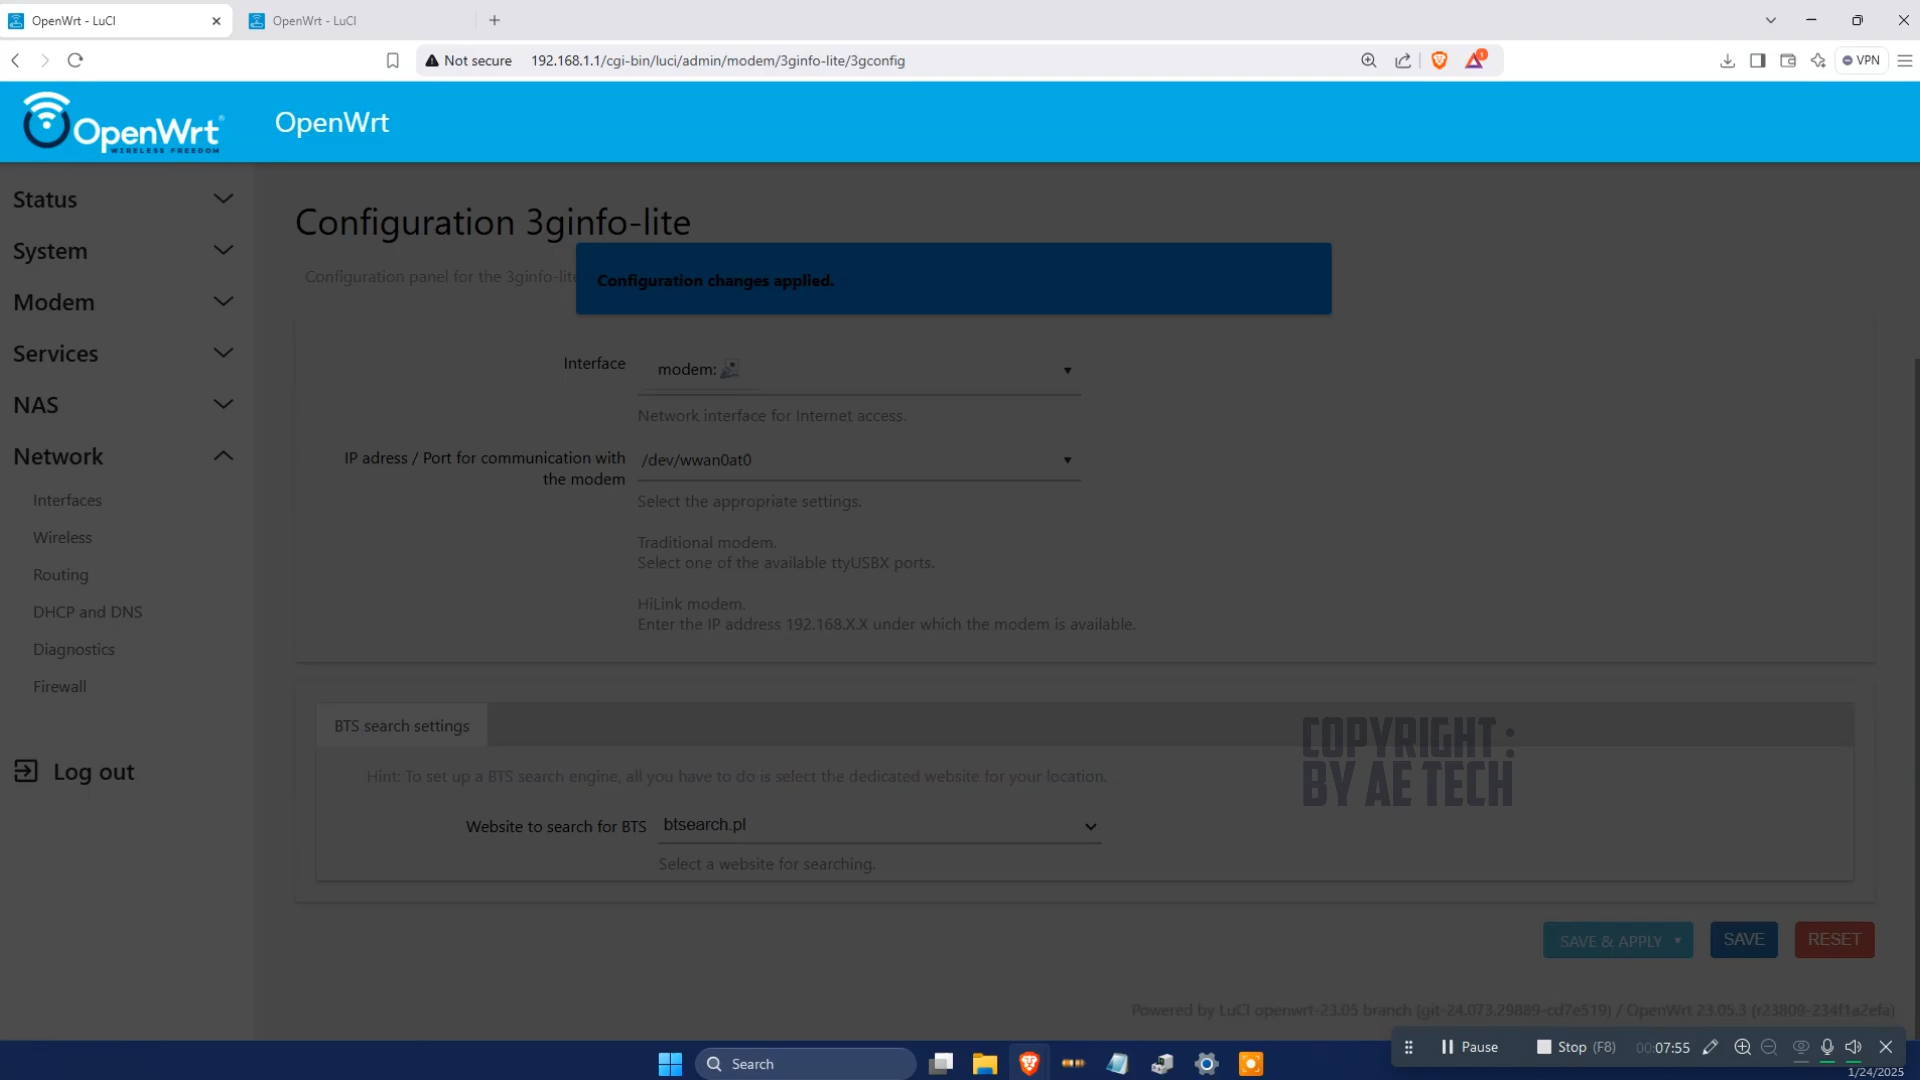 OpenWrt - LuCI
OpenWrt - LuCI
Not secure 192.168.1.1/cgi-bin/luci/admin/modem/3ginfo-lite/3gconfig
1
VPN
OpenWrt
WIRELESS FREEDOM
OpenWrt
Status
System
Modem
Services
NAS
Network
Interfaces
Wireless
Routing
DHCP and DNS
Diagnostics
Firewall
Log out
Configuration 3ginfo-lite
Configuration panel for the 3ginfo-lite
Configuration changes applied.
Interface
modem:
Network interface for Internet access.
IP adress / Port for communication with
the modem
/dev/wwan0at0
Select the appropriate settings.
Traditional modem.
Select one of the available ttyUSBX ports.
HiLink modem.
Enter the IP address 192.168.X.X under which the modem is available.
BTS search settings
Hint: To set up a BTS search engine, all you have to do is select the dedicated website for your location.
Website to search for BTS
btsearch.pl
Select a website for searching.
COPYRIGHT :
BY AE TECH
SAVE & APPLY
SAVE
RESET
Powered by LuCI openwrt-23.05 branch (git-24.073.29889-cd7e519) / OpenWrt 23.05.3 (r23809-234f1a2efa)
Search
Pause
Stop (F8)
00:07:55
1/24/2025